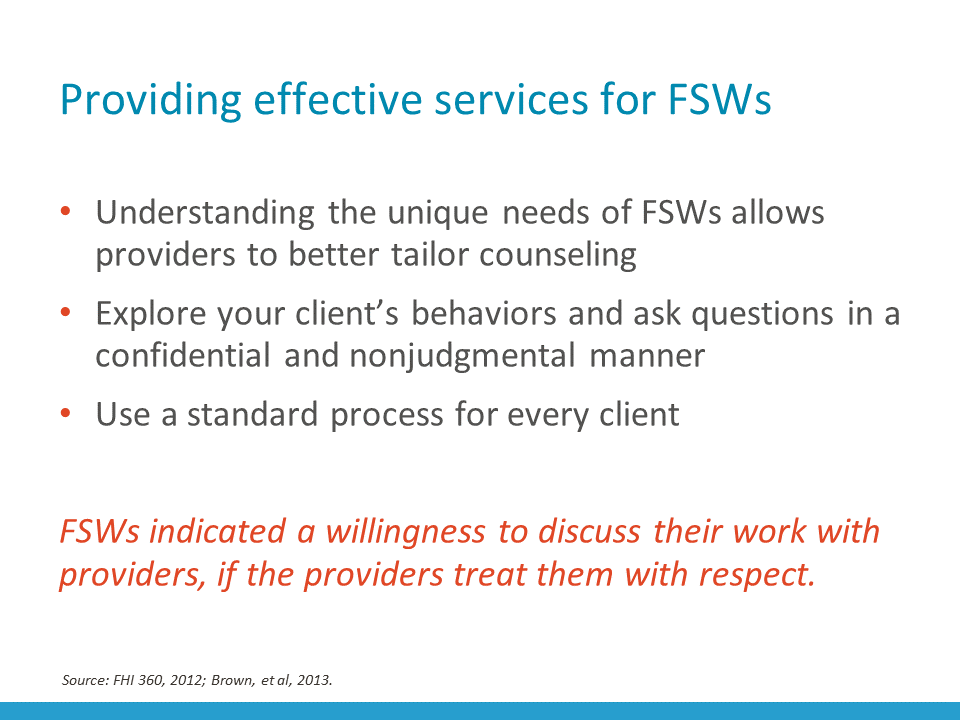 Providing effective services for FSWs
• Understanding the unique needs of FSWs allows
providers to better tailor counseling
• Explore your client’s behaviors and ask questions in a
confidential and nonjudgmental manner
• Use a standard process for every client
FSWs indicated a willingness to discuss their work with
providers, if the providers treat them with respect.
Source: FHI 360, 2012; Brown, et al, 2013.